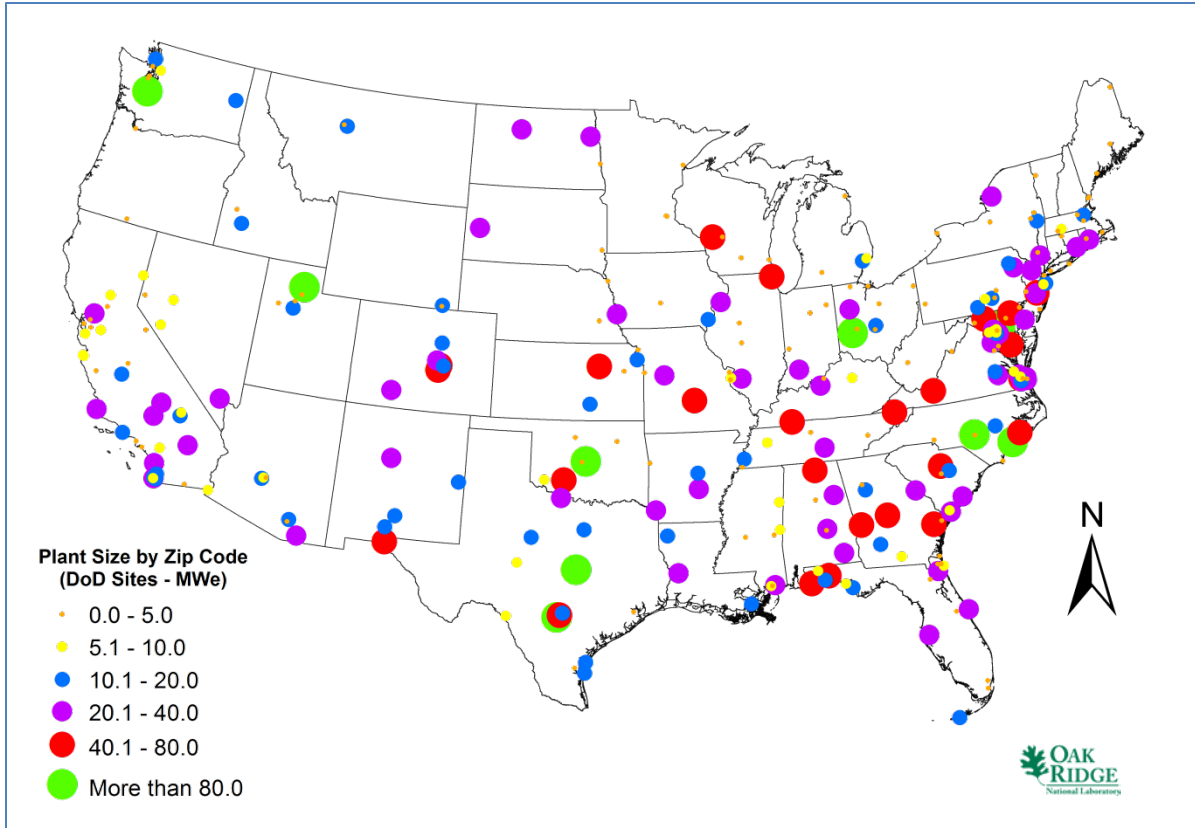 N
Plant Size by Zip Code
(DoD Sites - MWe)
0.0 - 5.0
5.1 - 10.0
10.1 - 20.0
20.1 - 40.0
40.1 - 80.0
More than 80.0
OAK
RIDGE
National Laboratory